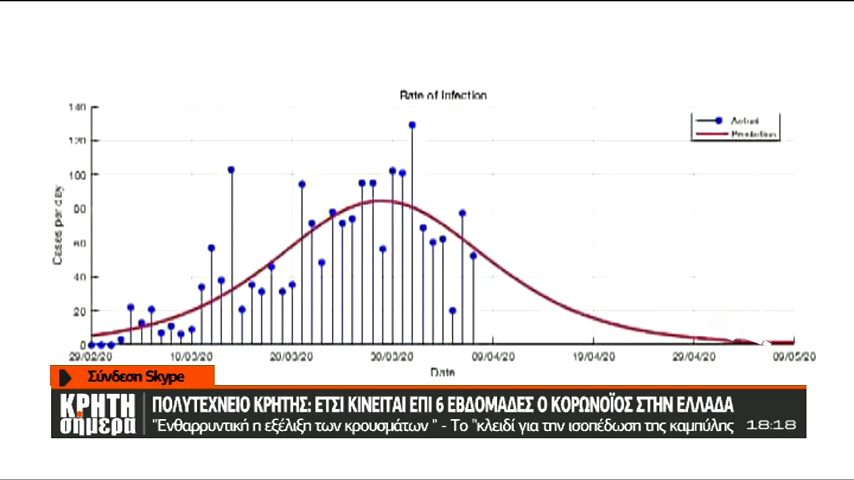 Rate of Infection
140
120
100
80
60
40
20
0
Cases per day
Actual
Prediction
29/02/20 10/03/20 20/03/20 30/03/20 09/04/20 19/04/20 29/04/20 09/05/20
Date
Σύνδεση Skype
ΚΡΗΤΗ
σήμερα
ΠΟΛΥΤΕΧΝΕΙΟ ΚΡΗΤΗΣ: ΕΤΣΙ ΚΙΝΕΙΤΑΙ ΕΠΙ 6 ΕΒΔΟΜΑΔΕΣ Ο ΚΟΡΩΝΟΪΟΣ ΣΤΗΝ ΕΛΛΑΔΑ
"Ενθαρρυντική η εξέλιξη των κρουσμάτων " - Το "κλειδί για την ισοπέδωση της καμπύλης
18:18